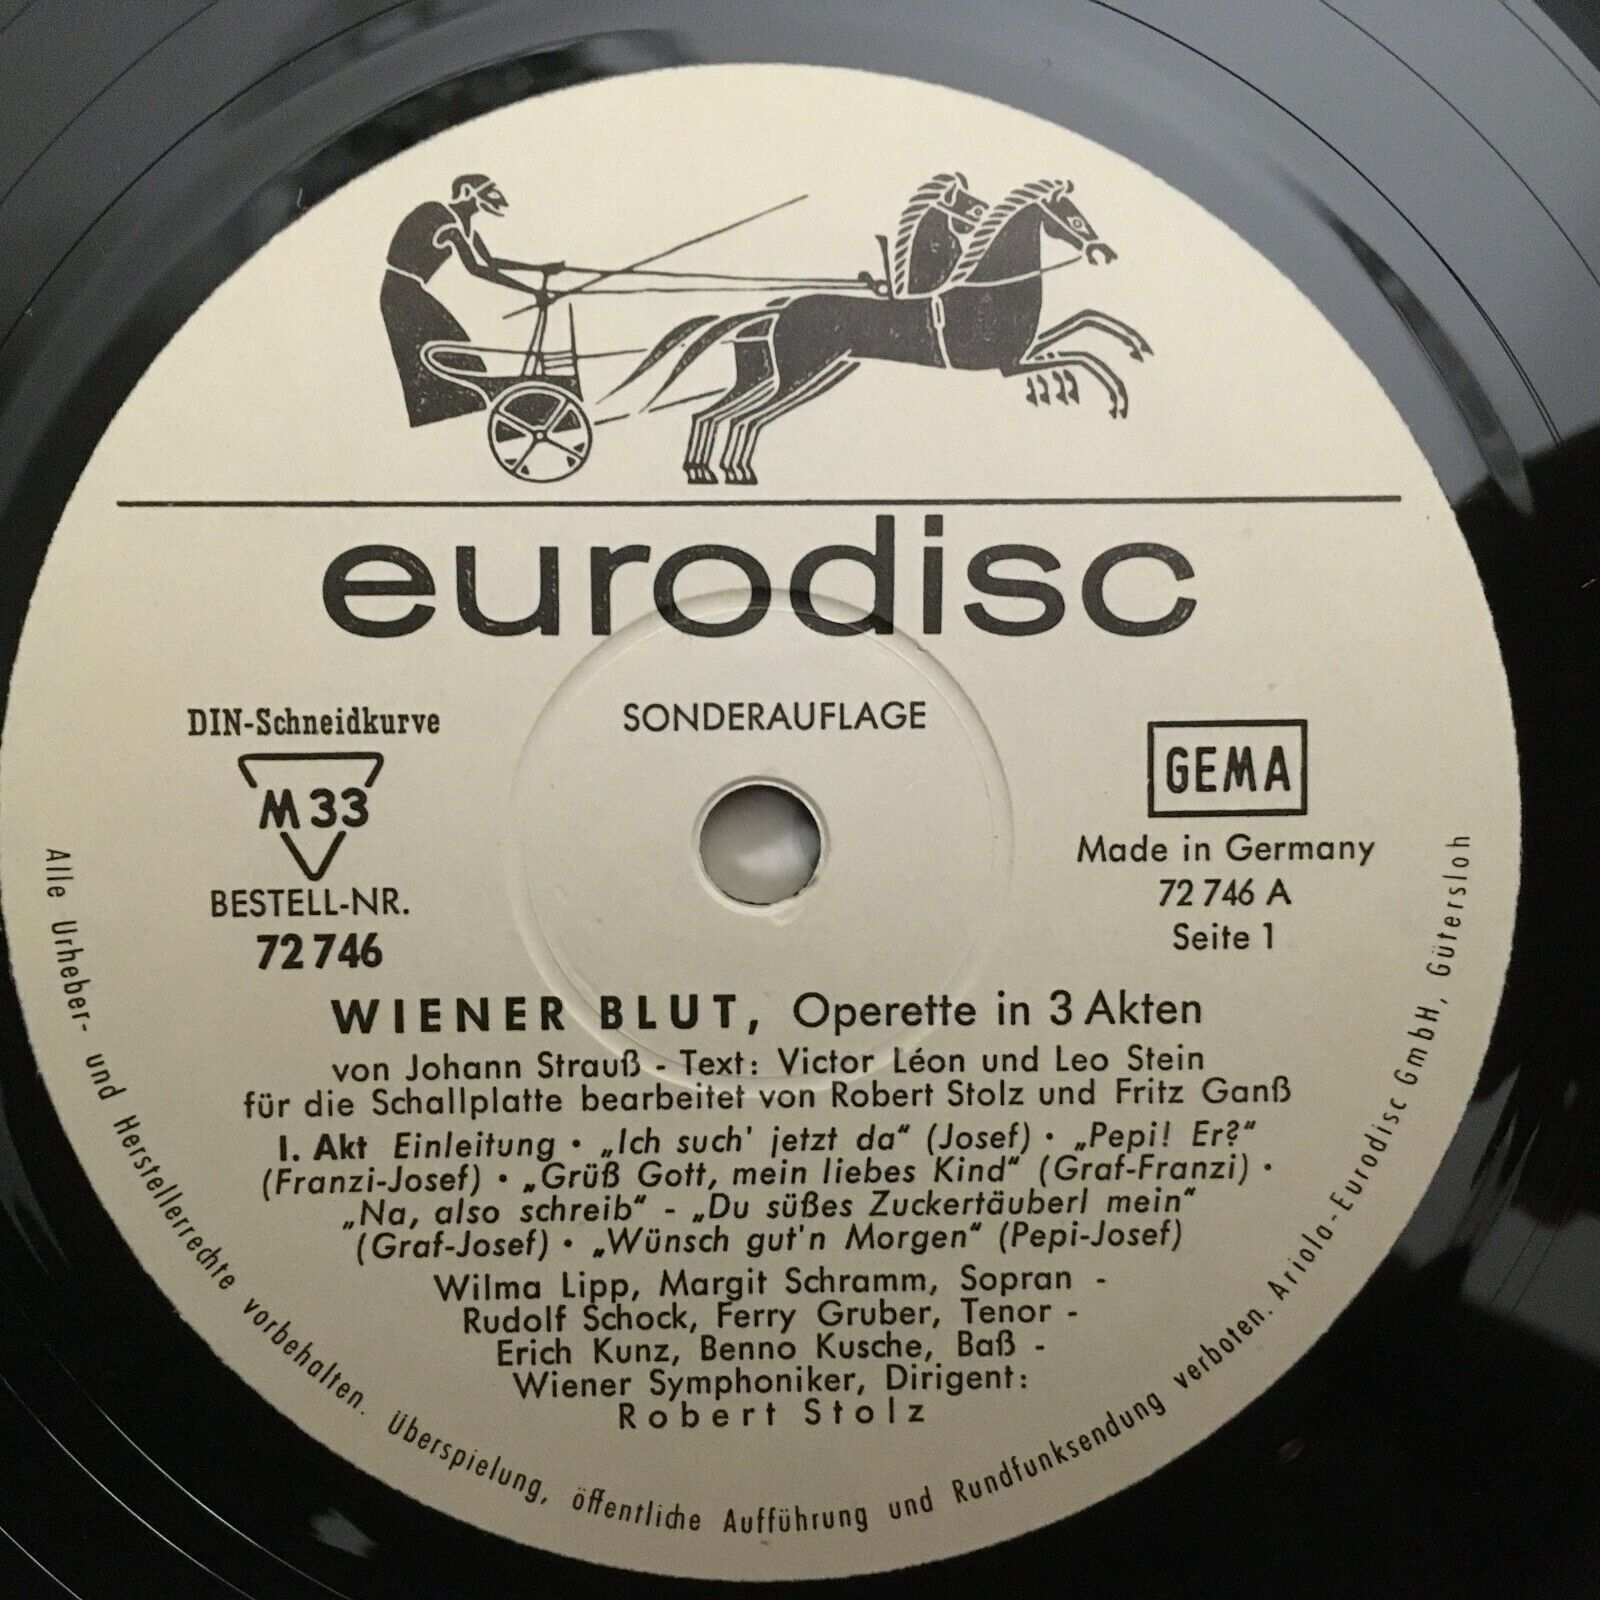 eurodisc
DIN-Schneidkurve
M 33
BESTELL-NR.
72 746
SONDERAUFLAGE
GEMA
Made in Germany
72 746 A
Seite 1
WIENER BLUT, Operette in 3 Akten
von Johann Strauß - Text: Victor Léon und Leo Stein
für die Schallplatte bearbeitet von Robert Stolz und Fritz Ganß
I. Akt Einleitung • „Ich such' jetzt da“ (Josef) • „Pepi! Er?“
(Franzi-Josef) • „Grüß Gott, mein liebes Kind“ (Graf-Franzi) •
„Na, also schreib“ - „Du süßes Zuckertäuberl mein“
(Graf-Josef) • „Wünsch gut'n Morgen“ (Pepi-Josef)
Wilma Lipp, Margit Schramm, Sopran -
Rudolf Schock, Ferry Gruber, Tenor -
Erich Kunz, Benno Kusche, Baß -
Wiener Symphoniker, Dirigent:
Robert Stolz
Alle Urheber- und Herstellerrechte vorbehalten. Überspielung, öffentliche Aufführung und Rundfunksendung verboten. Ariola-Eurodisc GmbH, Gütersloh